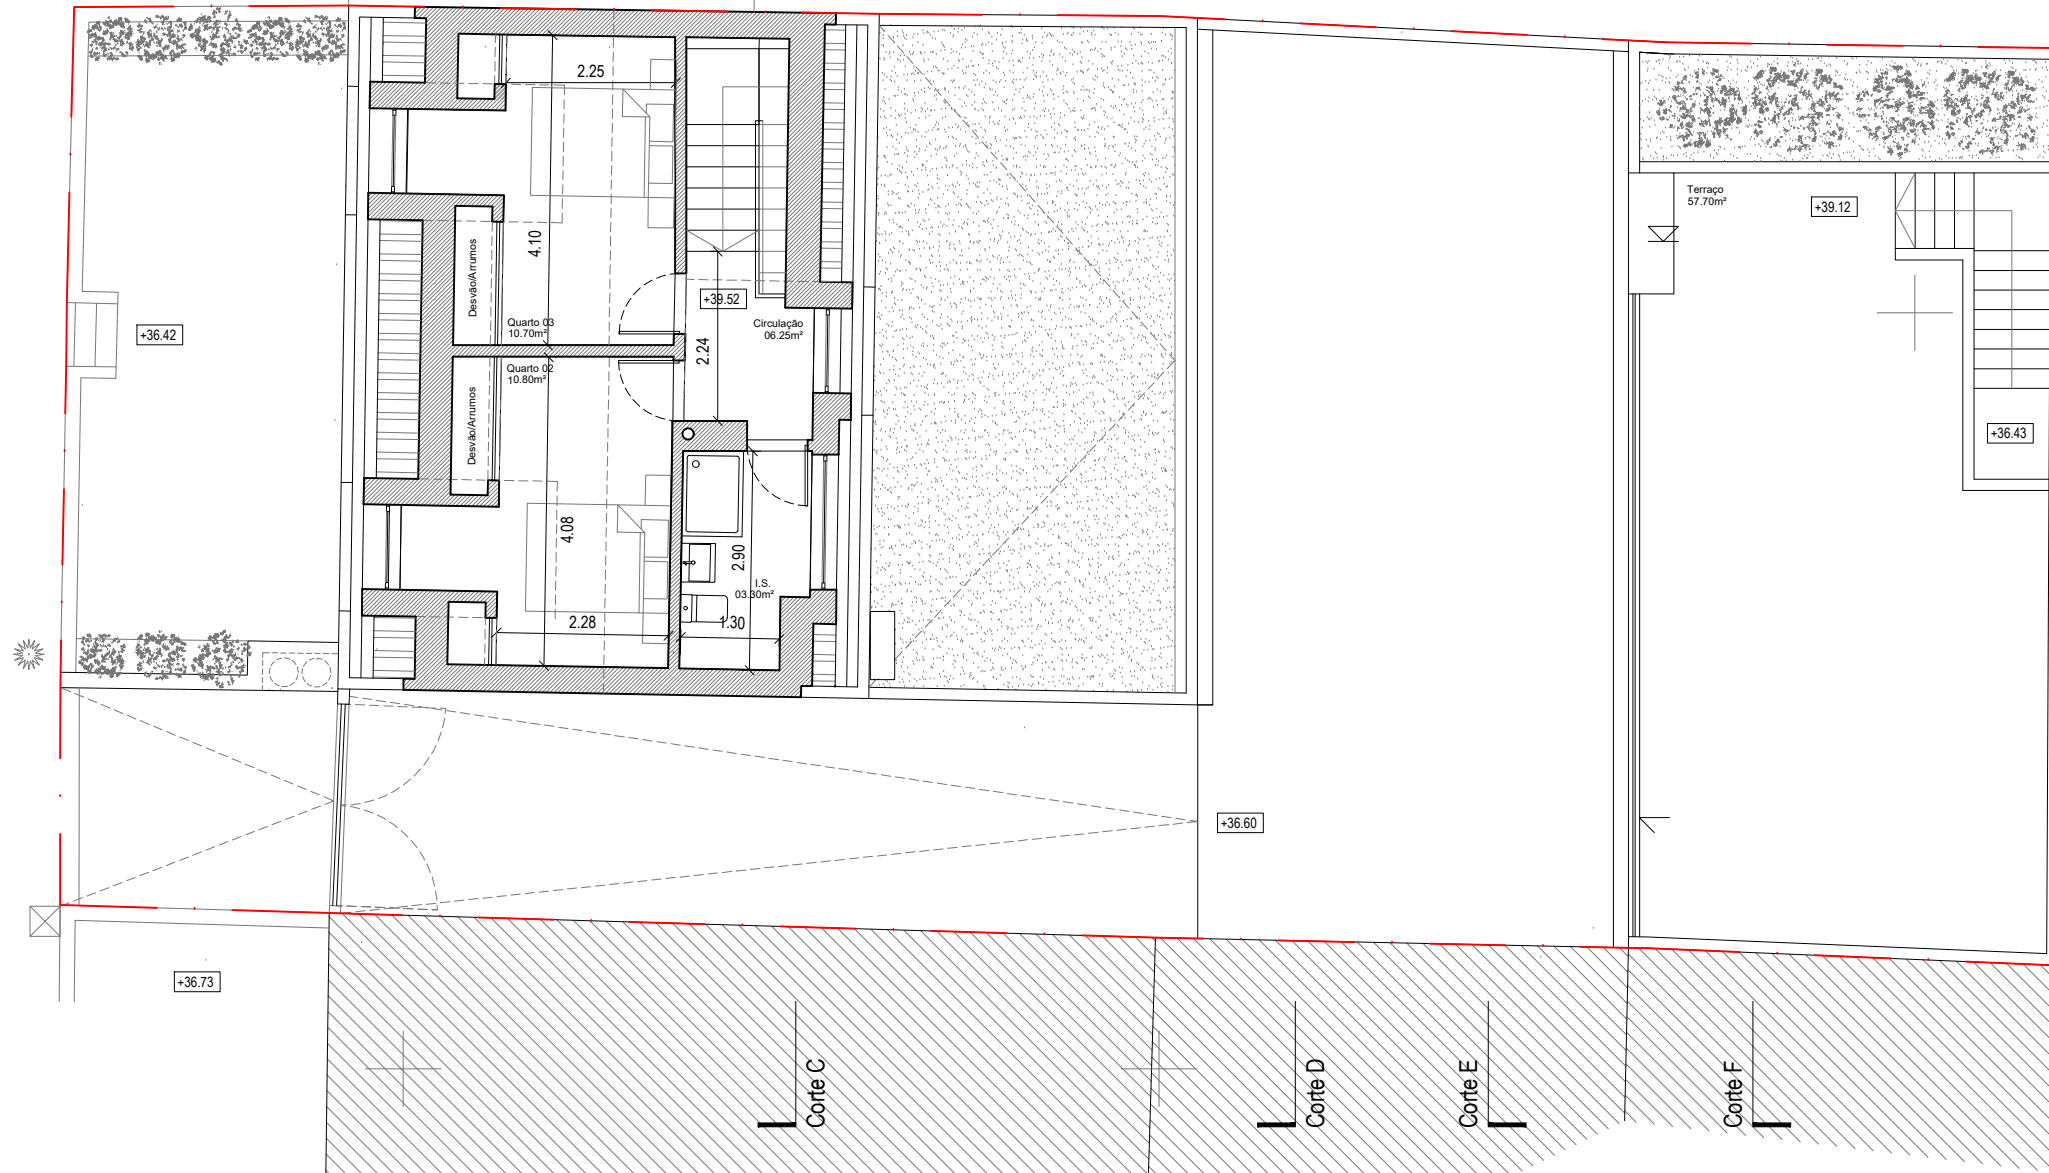 2.25
Terraço
57.70m²
+39.12
4.10
Desvão/Arrumos
+39.52
Quarto 03
10.70m²
Circulação
06.25m²
+36.42
2.24
Quarto 02
10.80m²
Desvão/Arrumos
+36.43
4.08
2.90
I.S.
03.30m²
2.28
1.30
+36.60
+36.73
Corte C
Corte D
Corte E
Corte F